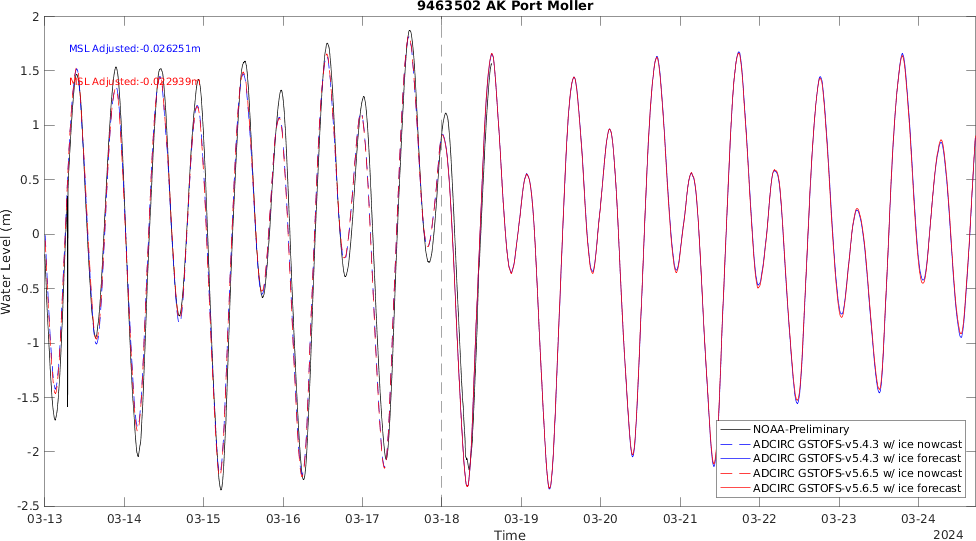 9463502 AK Port Moller
MSL Adjusted:-0.026251m
MSL Adjusted:-0.022939m
Water Level (m)
2
1.5
1
0.5
0
-0.5
-1
-1.5
-2
-2.5
NOAA-Preliminary
ADCIRC GSTOFS-v5.4.3 w/ ice nowcast
ADCIRC GSTOFS-v5.4.3 w/ ice forecast
ADCIRC GSTOFS-v5.6.5 w/ ice nowcast
ADCIRC GSTOFS-v5.6.5 w/ ice forecast
03-13 03-14 03-15 03-16 03-17 03-18 03-19 03-20 03-21 03-22 03-23 03-24
Time
2024